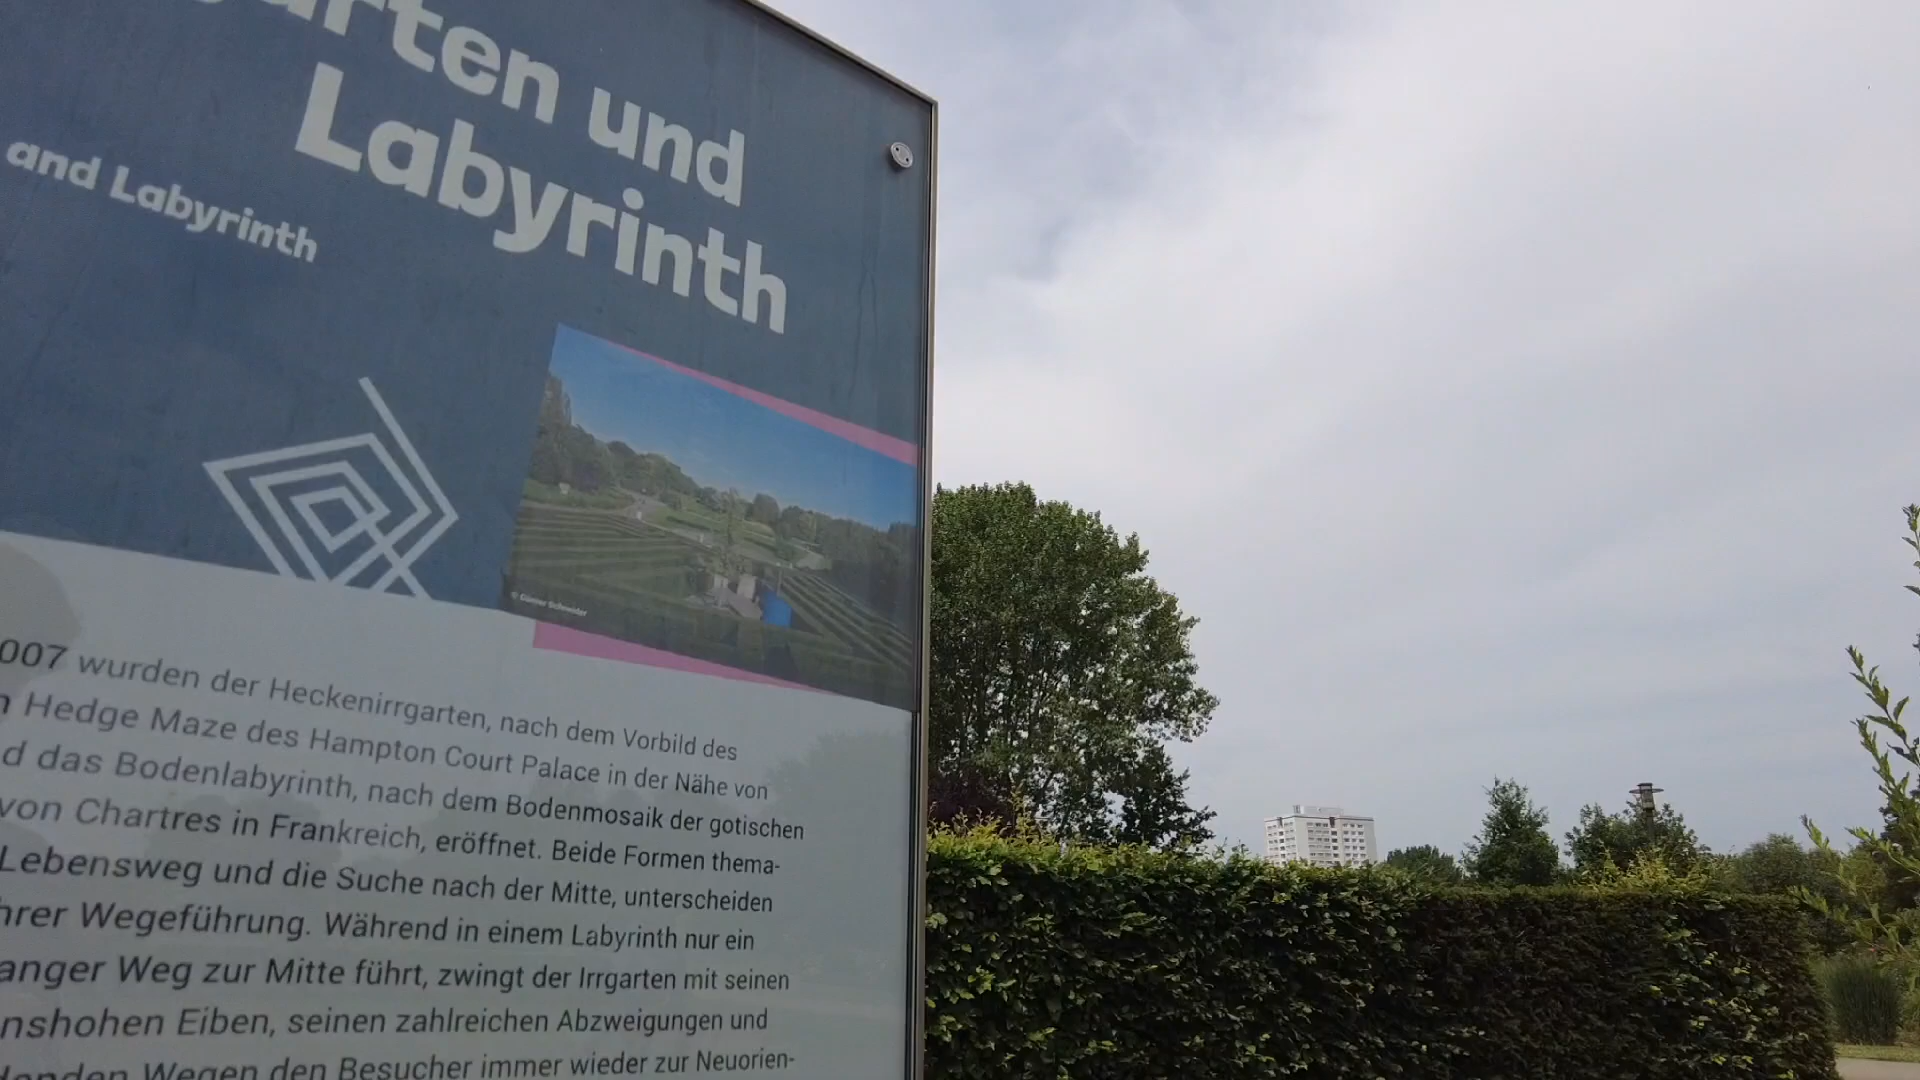 arten und
Labyrinth
and Labyrinth
© Günter Schneider
007 wurden der Heckenirrgarten, nach dem Vorbild des
Hedge Maze des Hampton Court Palace in der Nähe von
d das Bodenlabyrinth, nach dem Bodenmosaik der gotischen
von Chartres in Frankreich, eröffnet. Beide Formen thema-
Lebensweg und die Suche nach der Mitte, unterscheiden
hrer Wegeführung. Während in einem Labyrinth nur ein
anger Weg zur Mitte führt, zwingt der Irrgarten mit seinen
nshohen Eiben, seinen zahlreichen Abzweigungen und
Wegen den Besucher immer wieder zur Neuorien-